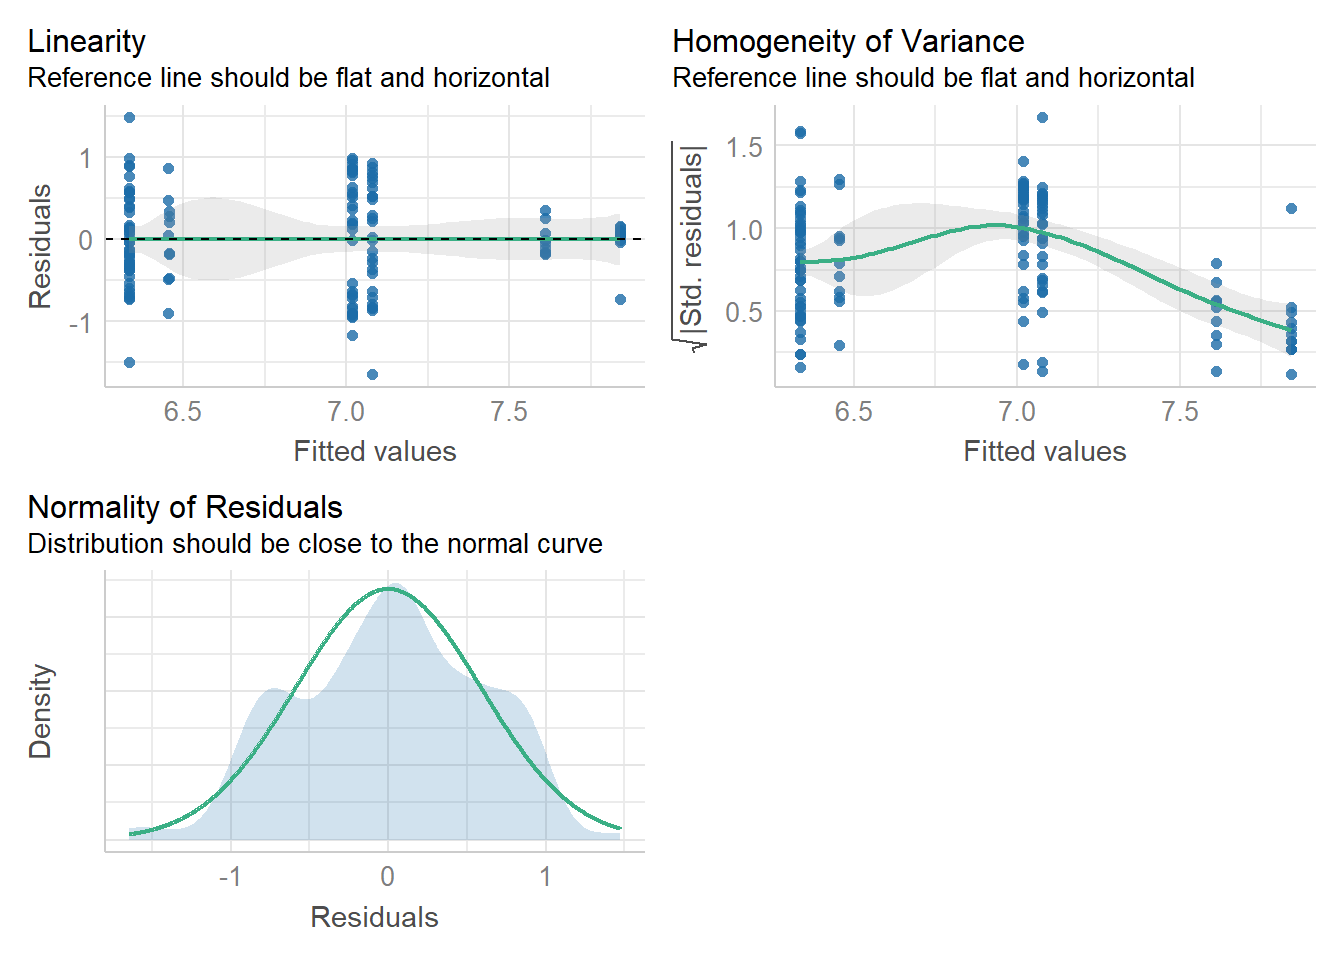 Linearity
Reference line should be flat and horizontal
Residuals
1
0
-1
6.5
7.0
7.5
Fitted values
Homogeneity of Variance
Reference line should be flat and horizontal
√|Std. residuals|
1.5
1.0
0.5
6.5
7.0
7.5
Fitted values
Normality of Residuals
Distribution should be close to the normal curve
Density
-1
0
1
Residuals